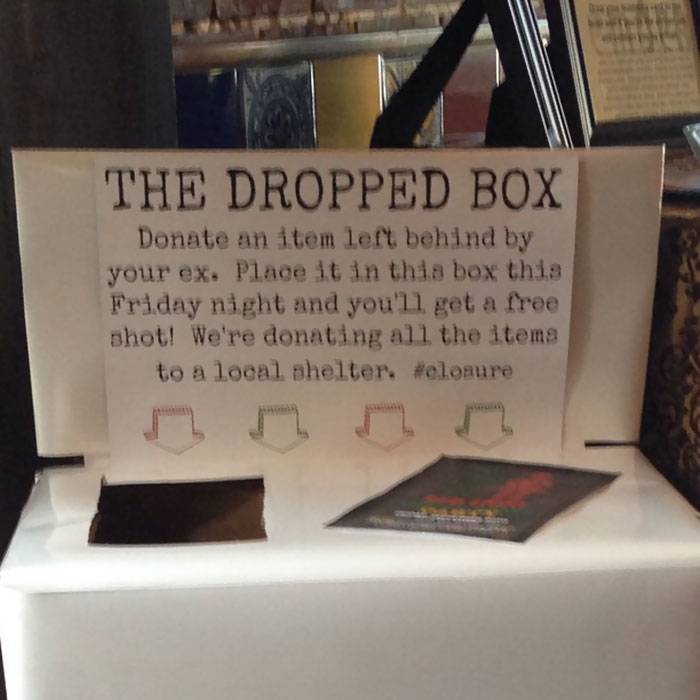 THE DROPPED BOX
Donate an item left behind by
your ex. Place it in this box this
Friday night and you'll get a free
shot! We're donating all the items
to a local shelter. #closure